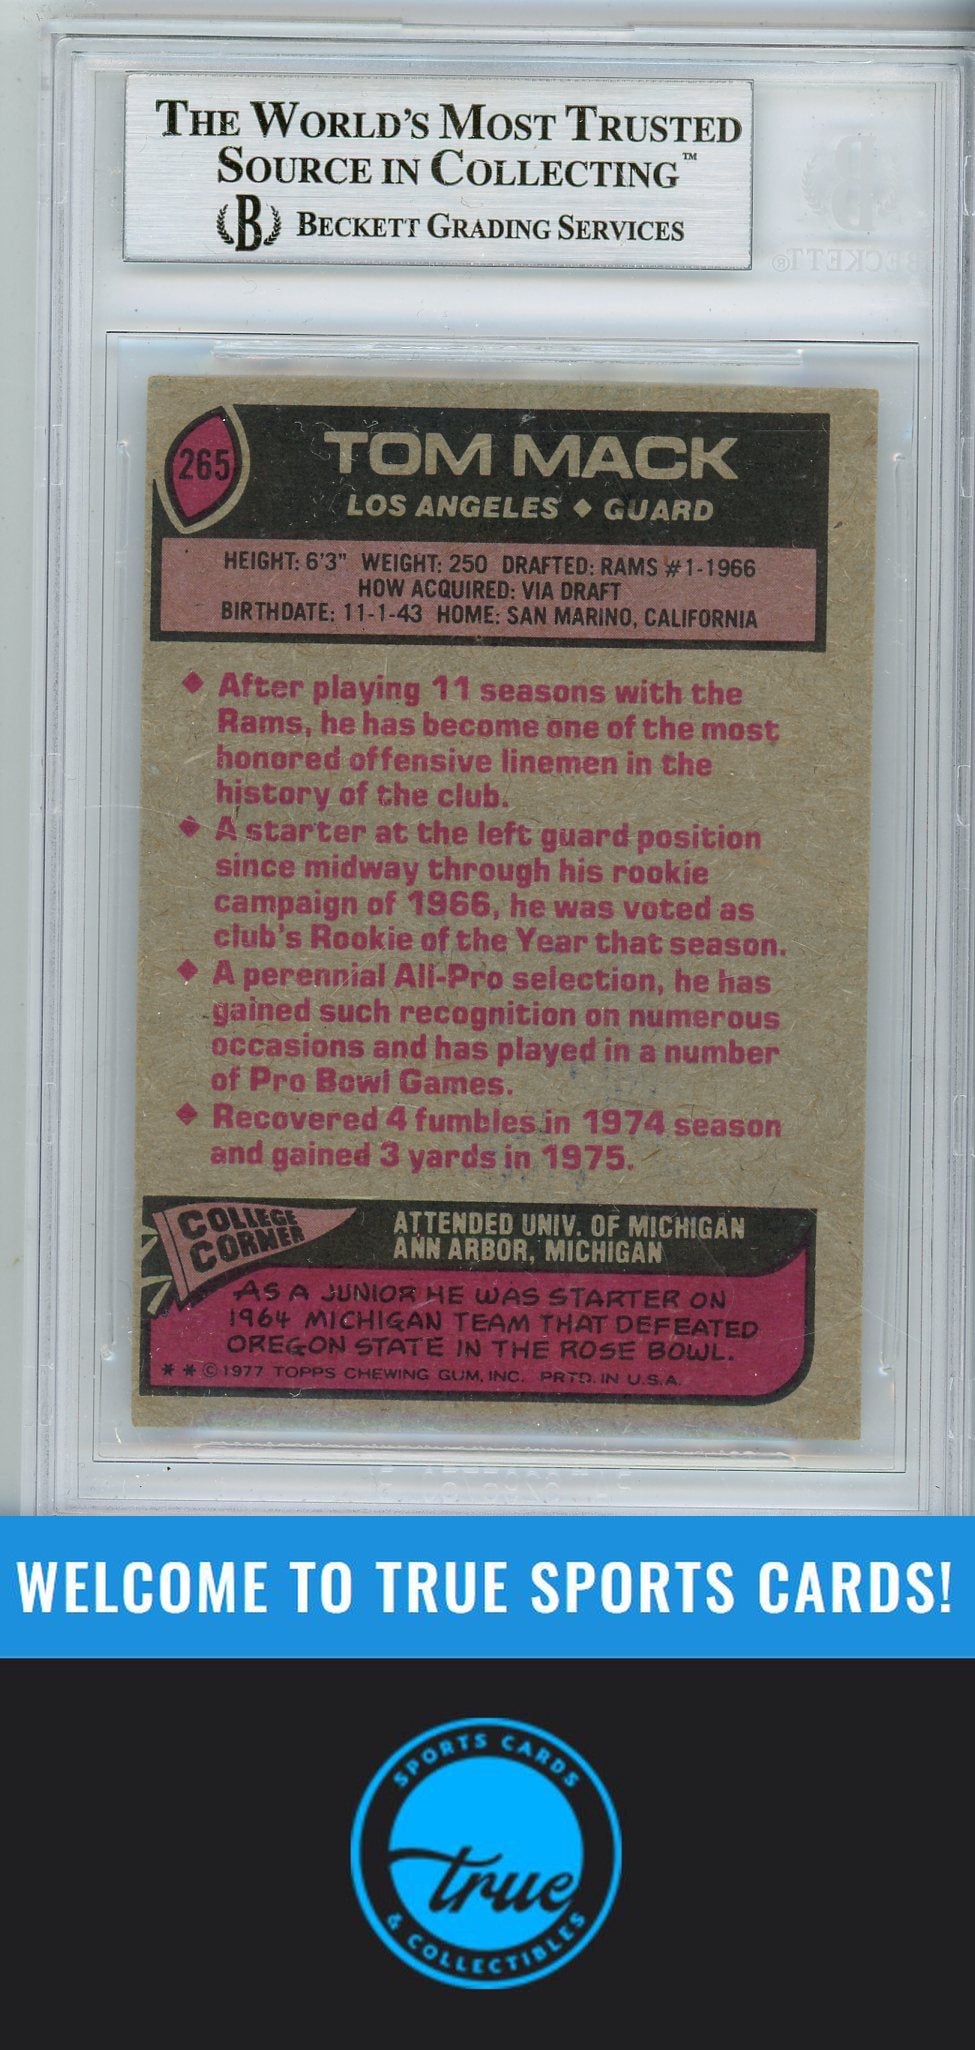 THE WORLD'S MOST TRUSTED
SOURCE IN COLLECTING™
B BECKETT GRADING SERVICES
B
BECKETT®
265
TOM MACK
LOS ANGELES ◆ GUARD
HEIGHT: 6'3" WEIGHT: 250 DRAFTED: RAMS #1-1966
HOW ACQUIRED: VIA DRAFT
BIRTHDATE: 11-1-43 HOME: SAN MARINO, CALIFORNIA
◆ After playing 11 seasons with the
Rams, he has become one of the most
honored offensive linemen in the
history of the club.
◆ A starter at the left guard position
since midway through his rookie
campaign of 1966, he was voted as
club's Rookie of the Year that season.
◆ A perennial All-Pro selection, he has
gained such recognition on numerous
occasions and has played in a number
of Pro Bowl Games.
◆ Recovered 4 fumbles in 1974 season
and gained 3 yards in 1975.
COLLEGE
CORNER
ATTENDED UNIV. OF MICHIGAN
ANN ARBOR, MICHIGAN
AS A JUNIOR HE WAS STARTER ON
1964 MICHIGAN TEAM THAT DEFEATED
OREGON STATE IN THE ROSE BOWL.
* * © 1977 TOPPS CHEWING GUM, INC. PRTD. IN U.S.A.
WELCOME TO TRUE SPORTS CARDS!
SPORTS CARDS
true
& COLLECTIBLES